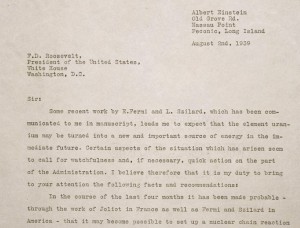 Albert Einstein
Old Grove Rd.
Nassau Point
Peconic, Long Island
August 2nd, 1939
F.D. Roosevelt,
President of the United States,
White House
Washington, D.C.
Sir:
Some recent work by E.Fermi and L. Szilard, which has been com-
municated to me in manuscript, leads me to expect that the element uran-
ium may be turned into a new and important source of energy in the im-
mediate future. Certain aspects of the situation which has arisen seem
to call for watchfulness and, if necessary, quick action on the part
of the Administration. I believe therefore that it is my duty to bring
to your attention the following facts and recommendations:
In the course of the last four months it has been made probable -
through the work of Joliot in France as well as Fermi and Szilard in
America - that it may become possible to set up a nuclear chain reaction